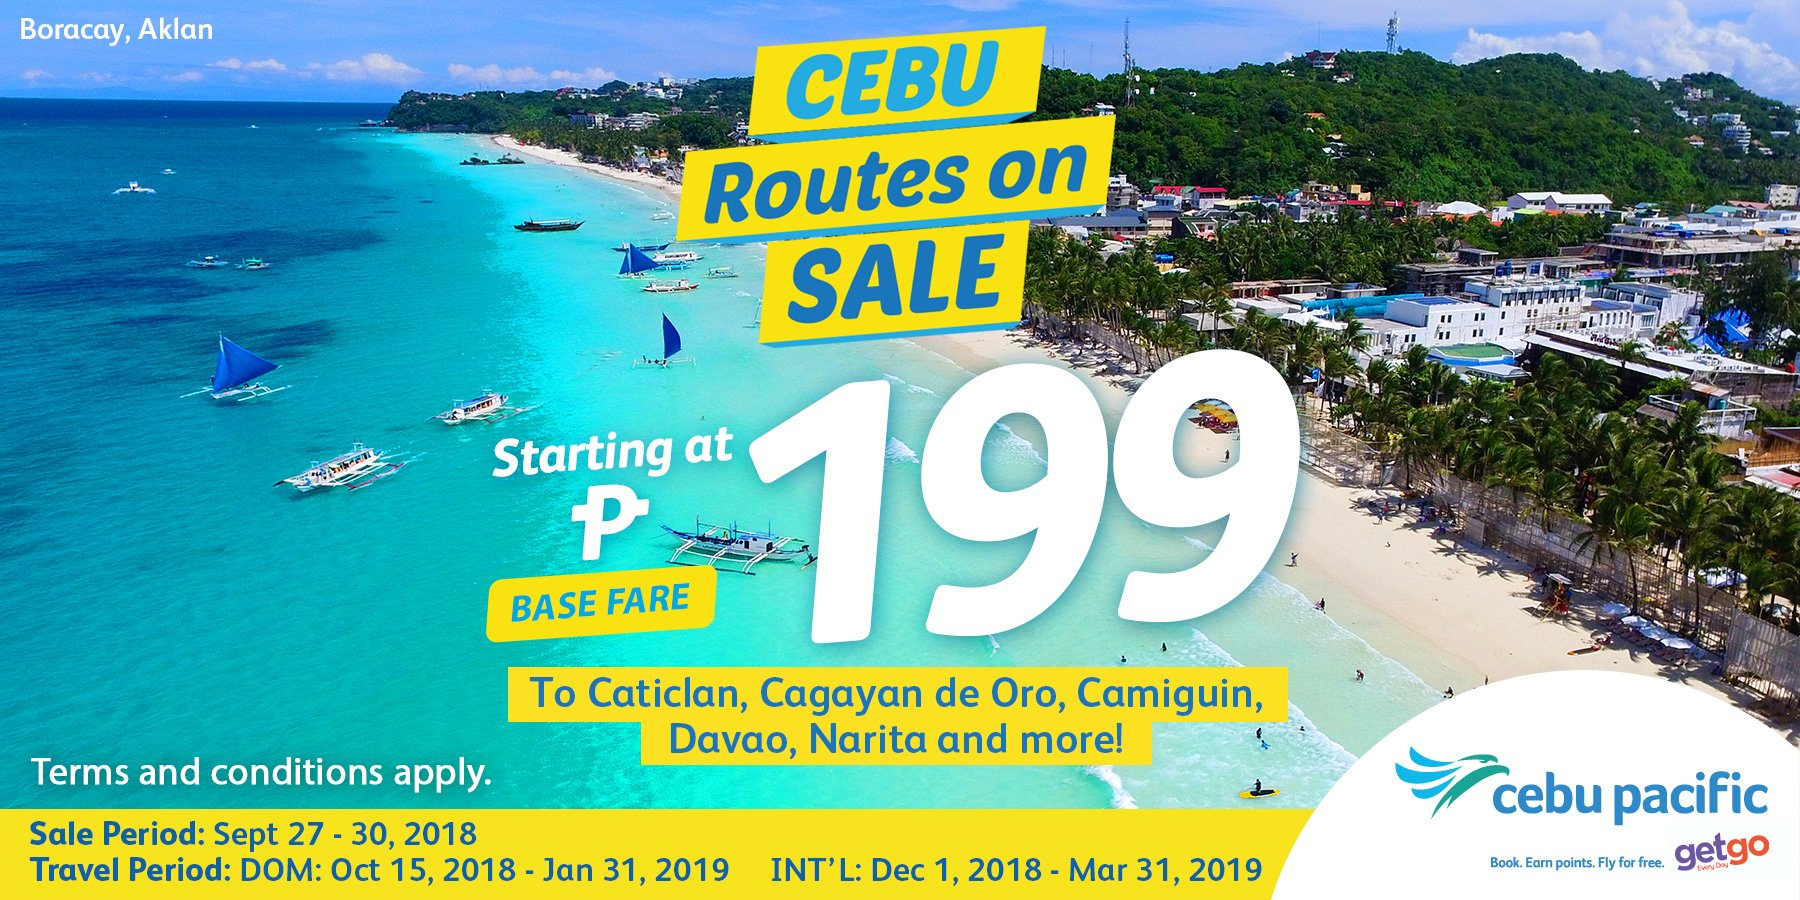 Boracay, Aklan
CEBU
Routes on
SALE
Starting at
₱199
BASE FARE
To Caticlan, Cagayan de Oro, Camiguin,
Davao, Narita and more!
Terms and conditions apply.
Sale Period: Sept 27 - 30, 2018
Travel Period: DOM: Oct 15, 2018 - Jan 31, 2019 INT'L: Dec 1, 2018 - Mar 31, 2019
cebu pacific
Book. Earn points. Fly for free.
getgo
Every Day